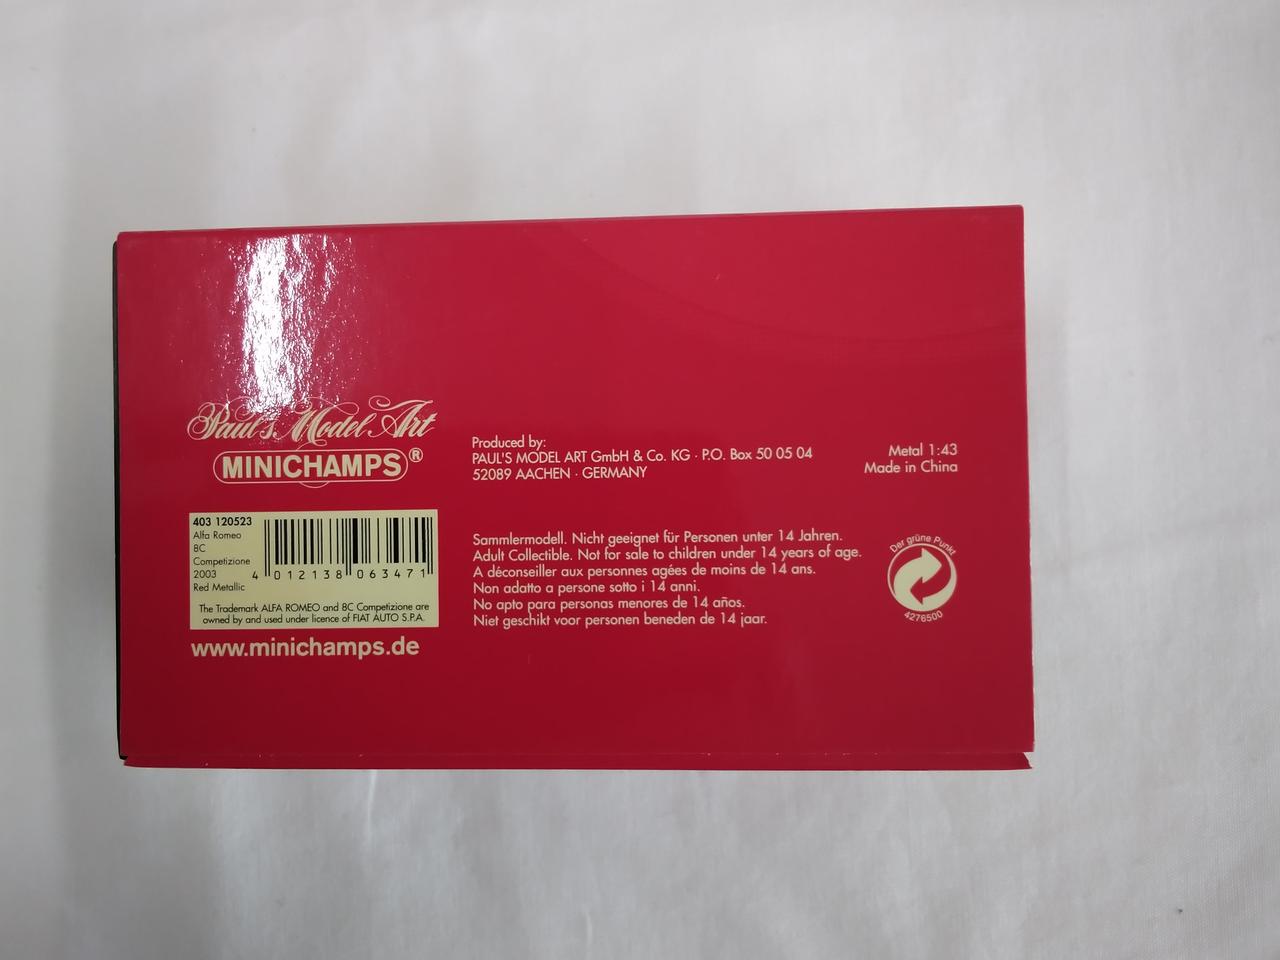 Paul's Model Art
MINICHAMPS®
Produced by:
PAUL'S MODEL ART GmbH & Co. KG · P.O. Box 50 05 04
52089 AACHEN · GERMANY
Metal 1:43
Made in China
403 120523
Alfa Romeo
8C
Competizione
2003
Red Metallic
4 012138 063471
The Trademark ALFA ROMEO and 8C Competizione are
owned by and used under licence of FIAT AUTO S.P.A.
www.minichamps.de
Sammlermodell. Nicht geeignet für Personen unter 14 Jahren.
Adult Collectible. Not for sale to children under 14 years of age.
A déconseiller aux personnes agées de moins de 14 ans.
Non adatto a persone sotto i 14 anni.
No apto para personas menores de 14 años.
Niet geschikt voor personen beneden de 14 jaar.
Der grüne Punkt
4276500